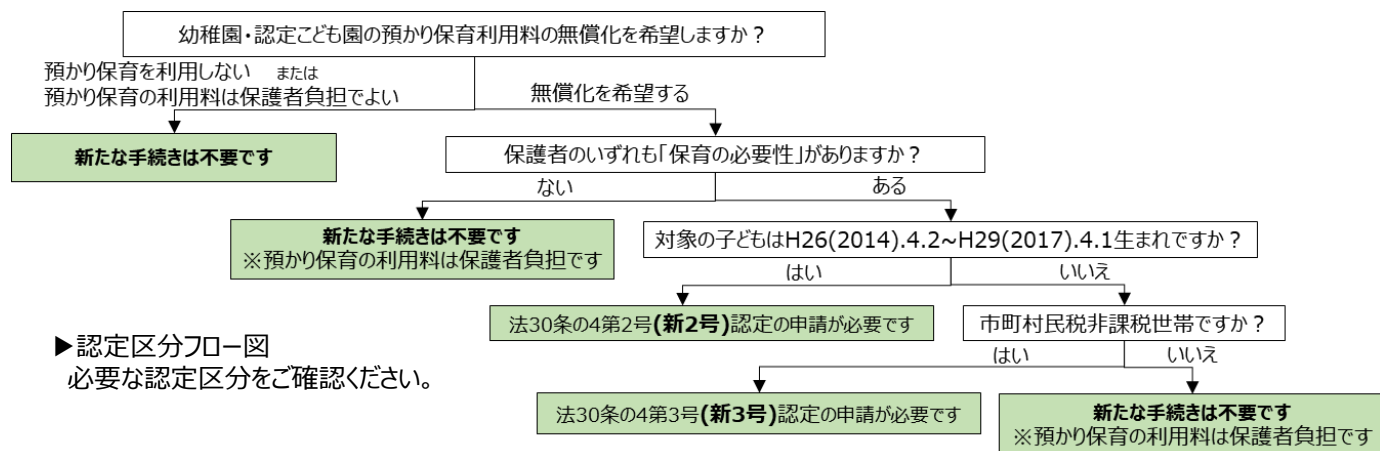 幼稚園・認定こども園の預かり保育利用料の無償化を希望しますか？
預かり保育を利用しない または
預かり保育の利用料は保護者負担でよい
無償化を希望する
新たな手続きは不要です
保護者のいずれも「保育の必要性」がありますか？
ない
ある
新たな手続きは不要です
※預かり保育の利用料は保護者負担です
対象の子どもはH26(2014).4.2~H29(2017).4.1生まれですか？
はい
いいえ
法30条の4第2号(新2号)認定の申請が必要です
市町村民税非課税世帯ですか？
▶認定区分フロー図
必要な認定区分をご確認ください。
はい
いいえ
法30条の4第3号(新3号)認定の申請が必要です
新たな手続きは不要です
※預かり保育の利用料は保護者負担です